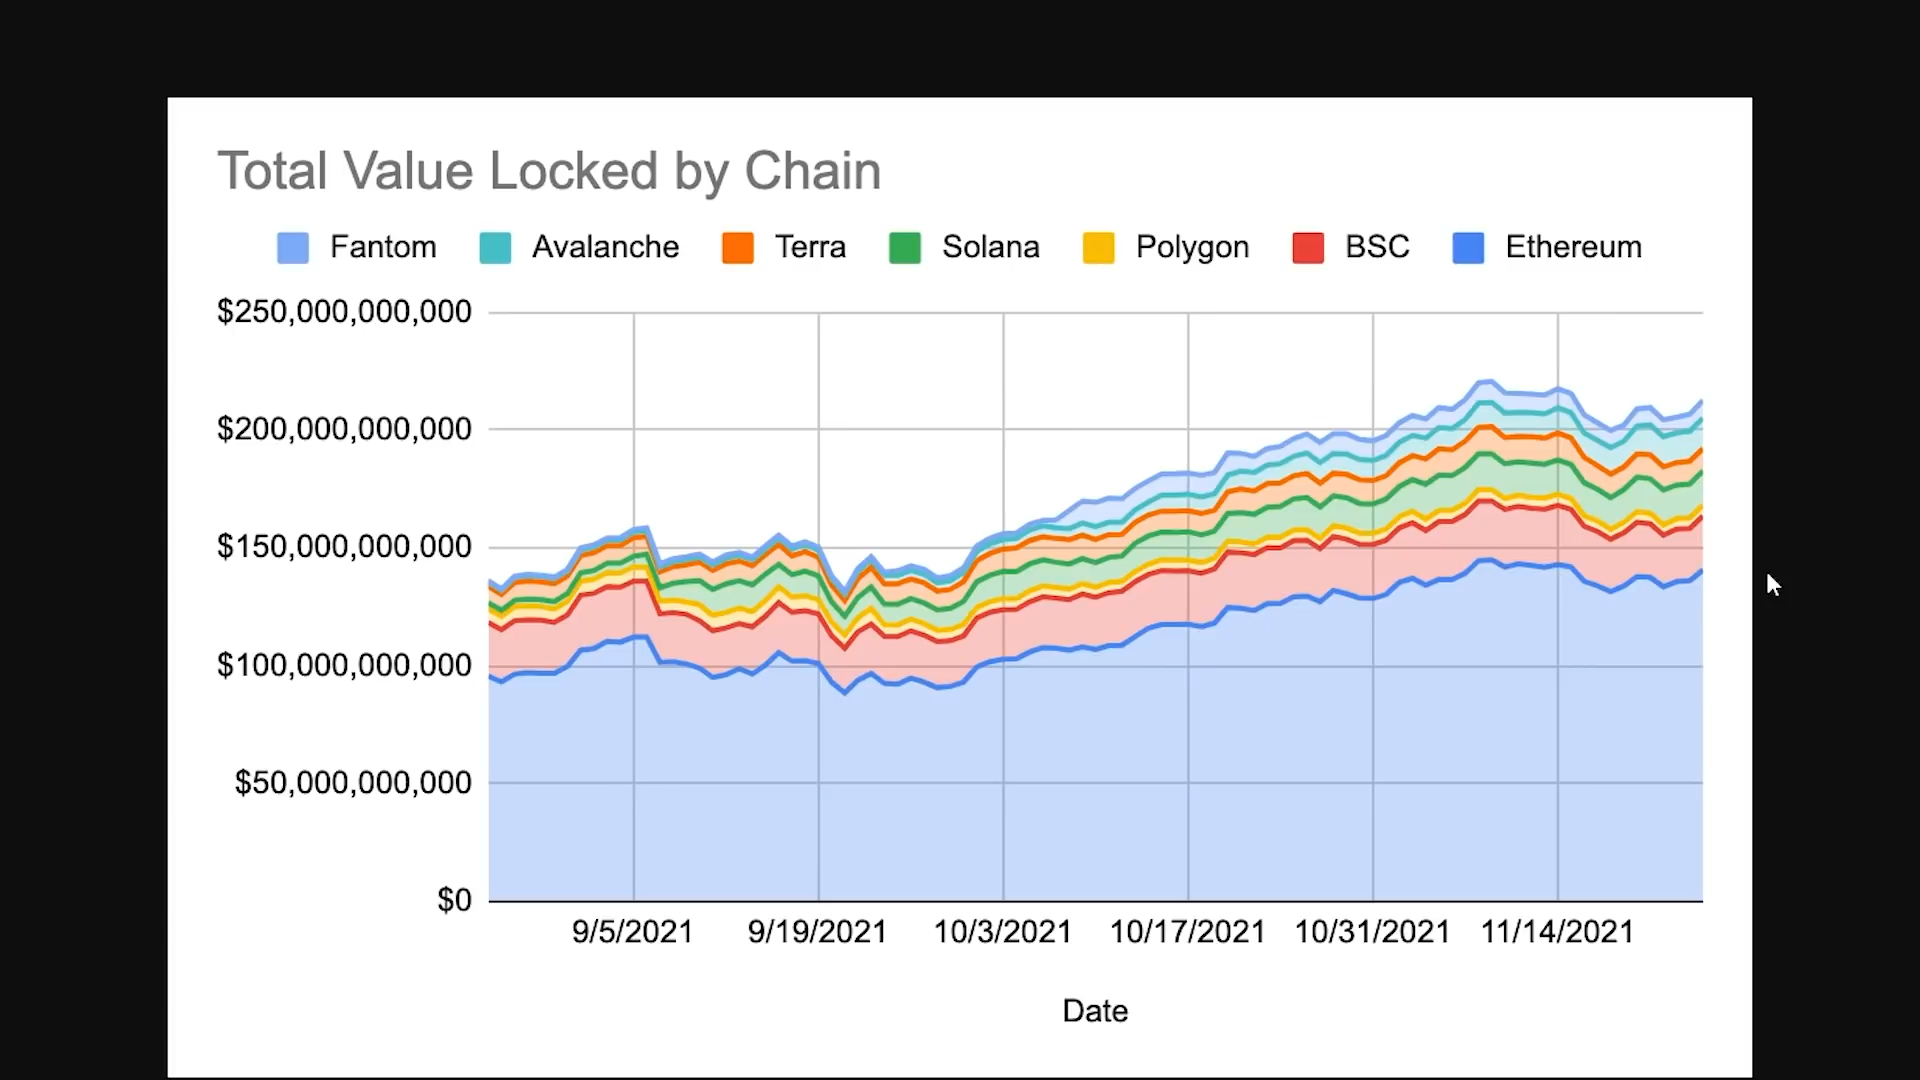 Total Value Locked by Chain
Fantom Avalanche Terra Solana Polygon BSC Ethereum
$250,000,000,000
$200,000,000,000
$150,000,000,000
$100,000,000,000
$50,000,000,000
$0
9/5/2021 9/19/2021 10/3/2021 10/17/2021 10/31/2021 11/14/2021
Date